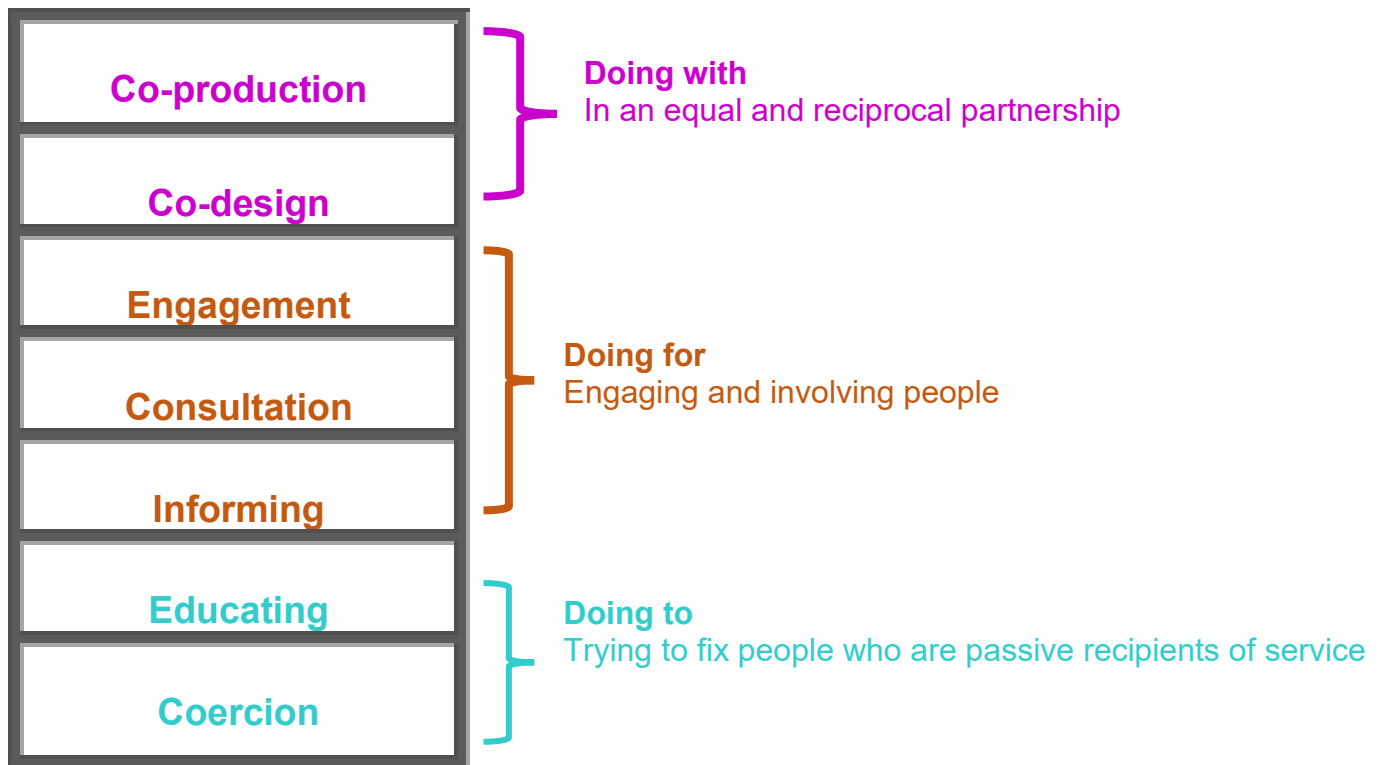 Co-production
Doing with
In an equal and reciprocal partnership
Co-design
Engagement
Consultation
Informing
Doing for
Engaging and involving people
Educating
Coercion
Doing to
Trying to fix people who are passive recipients of service